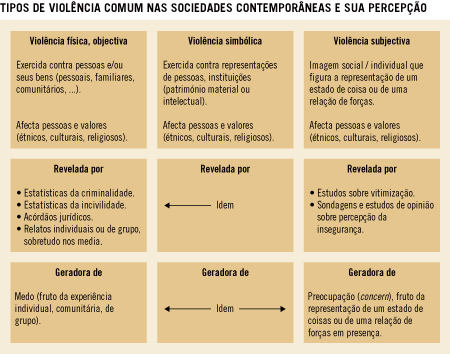 TIPOS DE VIOLÊNCIA COMUM NAS SOCIEDADES CONTEMPORÂNEAS E SUA PERCEPÇÃO
Violência física, objectiva
Exercida contra pessoas e/ou
seus bens (pessoais, familiares,
comunitários, ...).
Afecta pessoas e valores
(étnicos, culturais, religiosos).
Violência simbólica
Exercida contra representações
de pessoas, instituições
(património material ou
intelectual).
Afecta pessoas e valores
(étnicos, culturais, religiosos).
Violência subjectiva
Imagem social / individual que
figura a representação de um
estado de coisa ou de uma
relação de forças.
Afecta pessoas e valores
(étnicos, culturais, religiosos).
Revelada por
• Estatísticas da criminalidade.
• Estatísticas da incivilidade.
• Acórdãos jurídicos.
• Relatos individuais ou de grupo,
sobretudo nos media.
Revelada por
Idem
Revelada por
• Estudos sobre vitimização.
• Sondagens e estudos de opinião
sobre percepção da
insegurança.
Geradora de
Medo (fruto da experiência
individual, comunitária, de
grupo).
Geradora de
Idem
Geradora de
Preocupação (concern), fruto da
representação de um estado de
coisas ou de uma relação de
forças em presença.